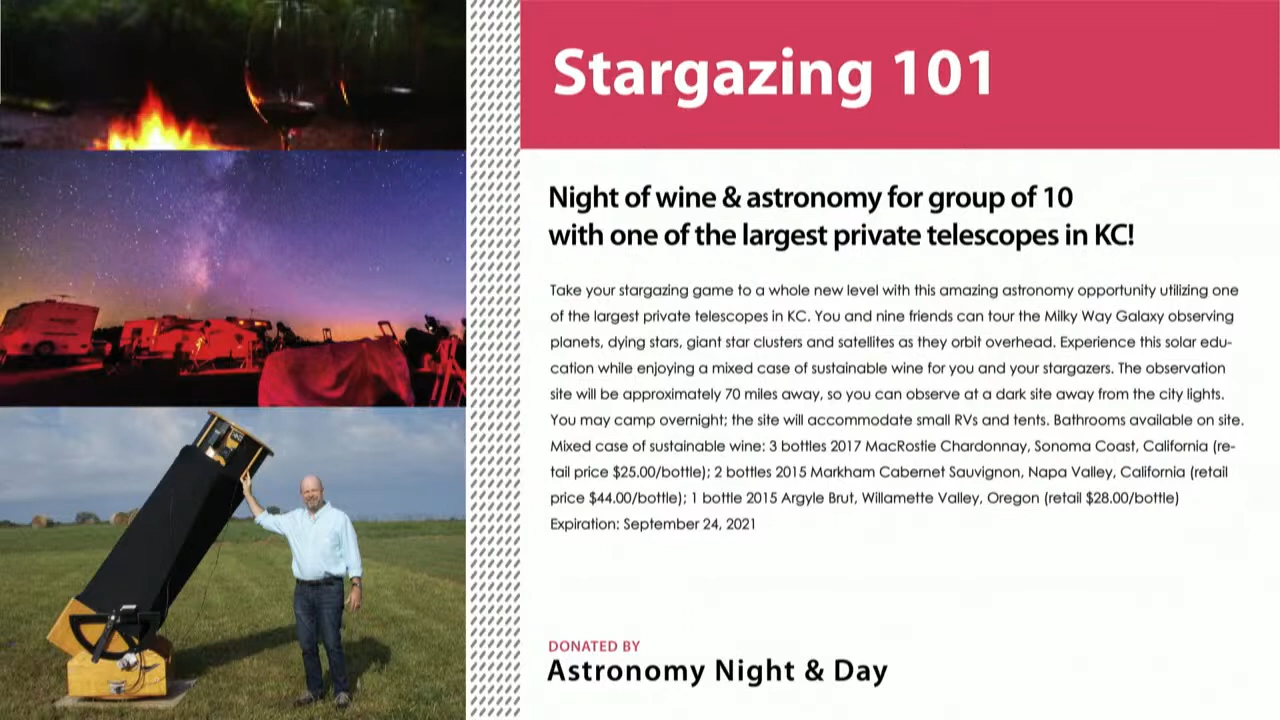 Stargazing 101
Night of wine & astronomy for group of 10
with one of the largest private telescopes in KC!
Take your stargazing game to a whole new level with this amazing astronomy opportunity utilizing one
of the largest private telescopes in KC. You and nine friends can tour the Milky Way Galaxy observing
planets, dying stars, giant star clusters and satellites as they orbit overhead. Experience this solar edu-
cation while enjoying a mixed case of sustainable wine for you and your stargazers. The observation
site will be approximately 70 miles away, so you can observe at a dark site away from the city lights.
You may camp overnight; the site will accommodate small RVs and tents. Bathrooms available on site.
Mixed case of sustainable wine: 3 bottles 2017 MacRostie Chardonnay, Sonoma Coast, California (re-
tail price $25.00/bottle); 2 bottles 2015 Markham Cabernet Sauvignon, Napa Valley, California (retail
price $44.00/bottle); 1 bottle 2015 Argyle Brut, Willamette Valley, Oregon (retail $28.00/bottle)
Expiration: September 24, 2021
DONATED BY
Astronomy Night & Day